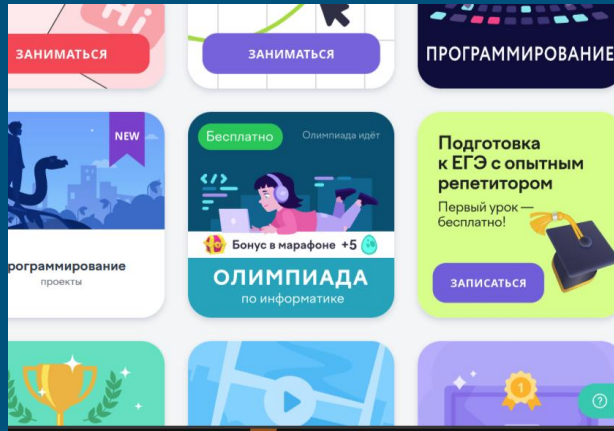 Hi
ЗАНИМАТЬСЯ
ЗАНИМАТЬСЯ
ПРОГРАММИРОВАНИЕ
NEW
рограммирование
проекты
Бесплатно
Олимпиада идёт
</>
Бонус в марафоне +5
ОЛИМПИАДА
по информатике
Подготовка
к ЕГЭ с опытным
репетитором
Первый урок —
бесплатно!
ЗАПИСАТЬСЯ
1
?